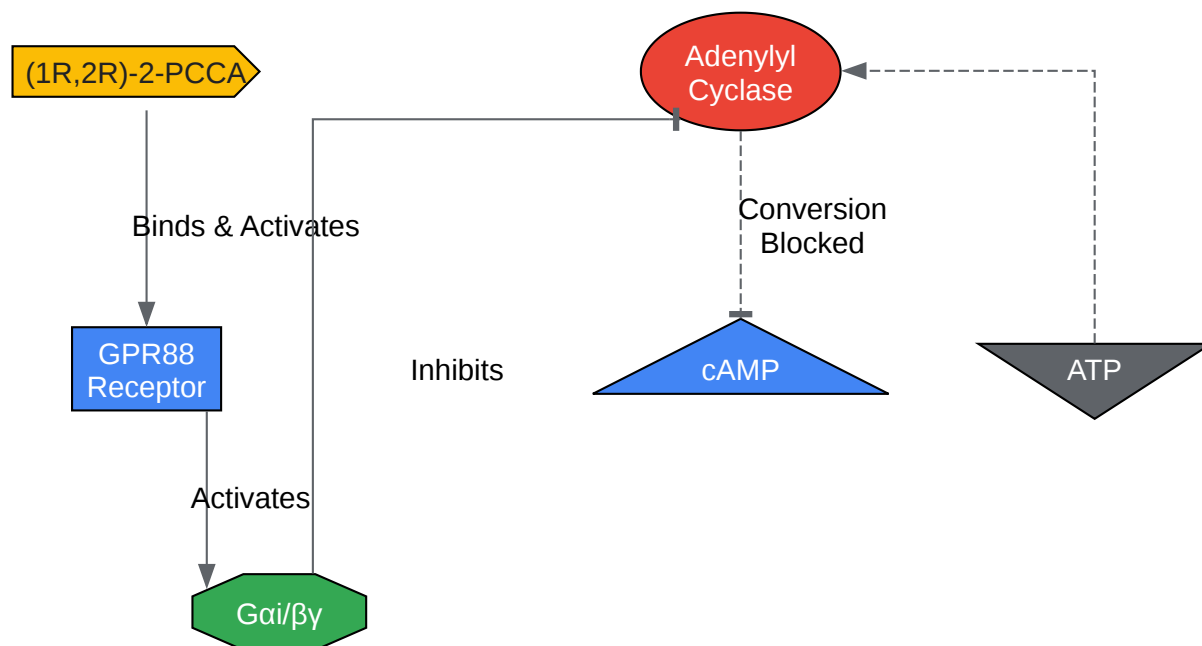 (1R,2R)-2-PCCA
Adenylyl
Cyclase
Binds & Activates
Conversion
Blocked
GPR88
Receptor
Inhibits
cAMP
ATP
Activates
Gαi/βγ